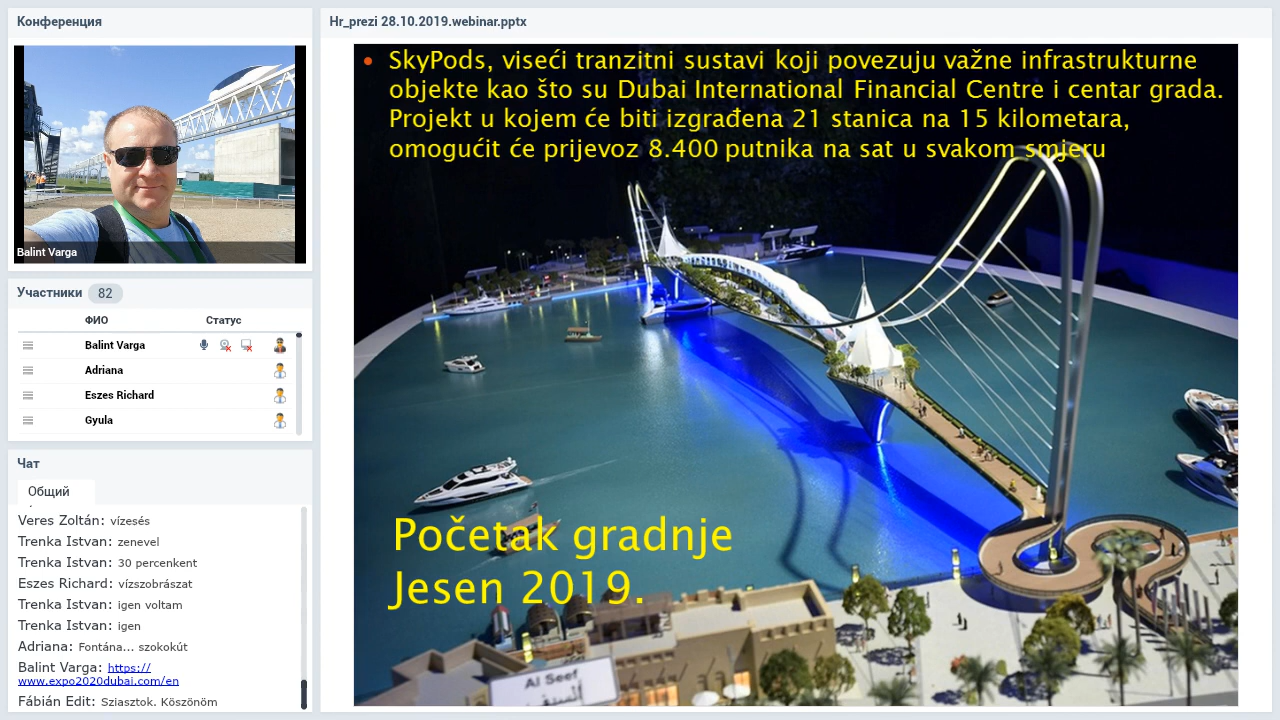 Конференция
Balint Varga
Участники 82
ФИО Статус
Balint Varga
Adriana
Eszes Richard
Gyula
Чат
Общий
Veres Zoltán: vízesés
Trenka Istvan: zenevel
Trenka Istvan: 30 percenkent
Eszes Richard: vízszobrászat
Trenka Istvan: igen voltam
Trenka Istvan: igen
Adriana: Fontána... szokokút
Balint Varga: https://
www.expo2020dubai.com/en
Fábián Edit: Sziasztok. Köszönöm
Hr_prezi 28.10.2019.webinar.pptx
• SkyPods, viseći tranzitni sustavi koji povezuju važne infrastrukturne
objekte kao što su Dubai International Financial Centre i centar grada.
Projekt u kojem će biti izgrađena 21 stanica na 15 kilometara,
omogućit će prijevoz 8.400 putnika na sat u svakom smjeru
Početak gradnje
Jesen 2019.
Al Seef